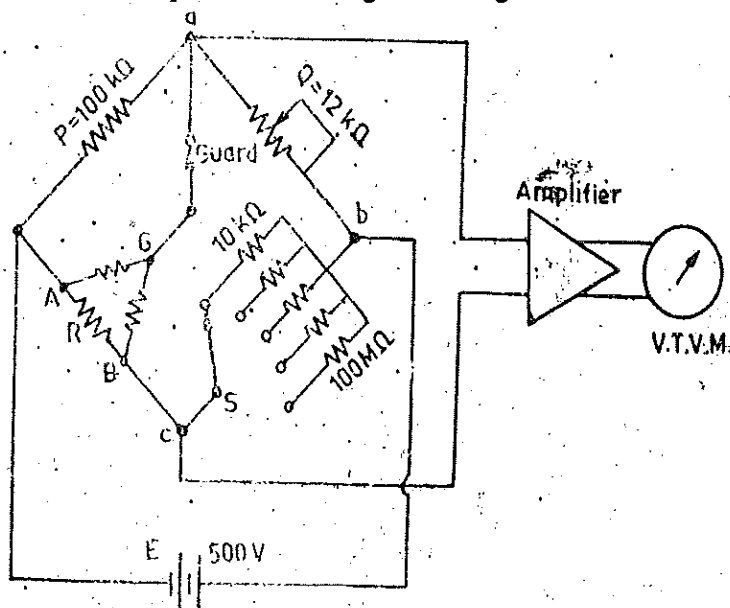 a
P=100 kΩ
Q=12 kΩ
Guard
b
Amplifier
G
10 kΩ
A
R
B
V.T.V.M.
100MΩ
S
c
E 500 V